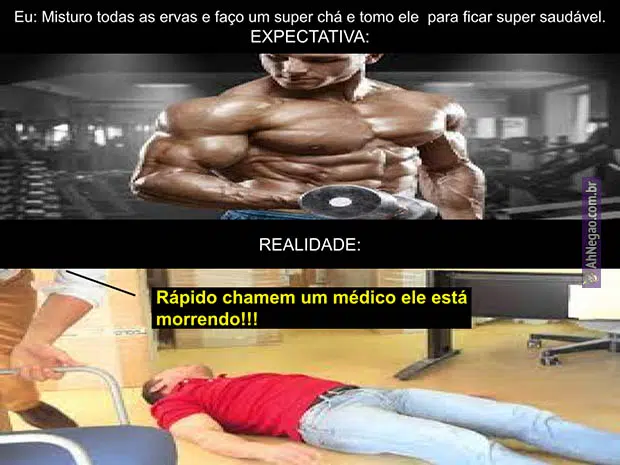 Eu: Misturo todas as ervas e faço um super chá e tomo ele para ficar super saudável.
EXPECTATIVA:
AhNegao.com.br
REALIDADE:
Rápido chamem um médico ele está
morrendo!!!